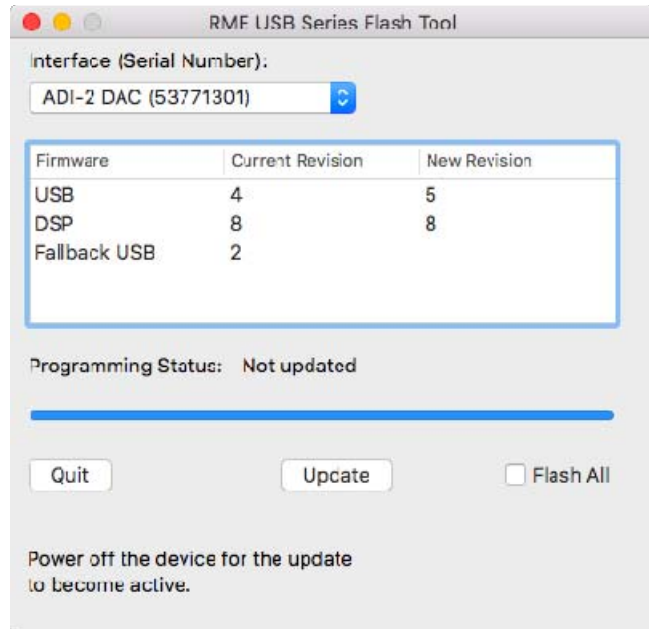 RME USB Series Flash Tool
Interface (Serial Number):
ADI-2 DAC (53771301)
Firmware Current Revision New Revision
USB 4 5
DSP 8 8
Fallback USB 2
Programming Status: Not updated
Quit Update Flash All
Power off the device for the update
to become active.